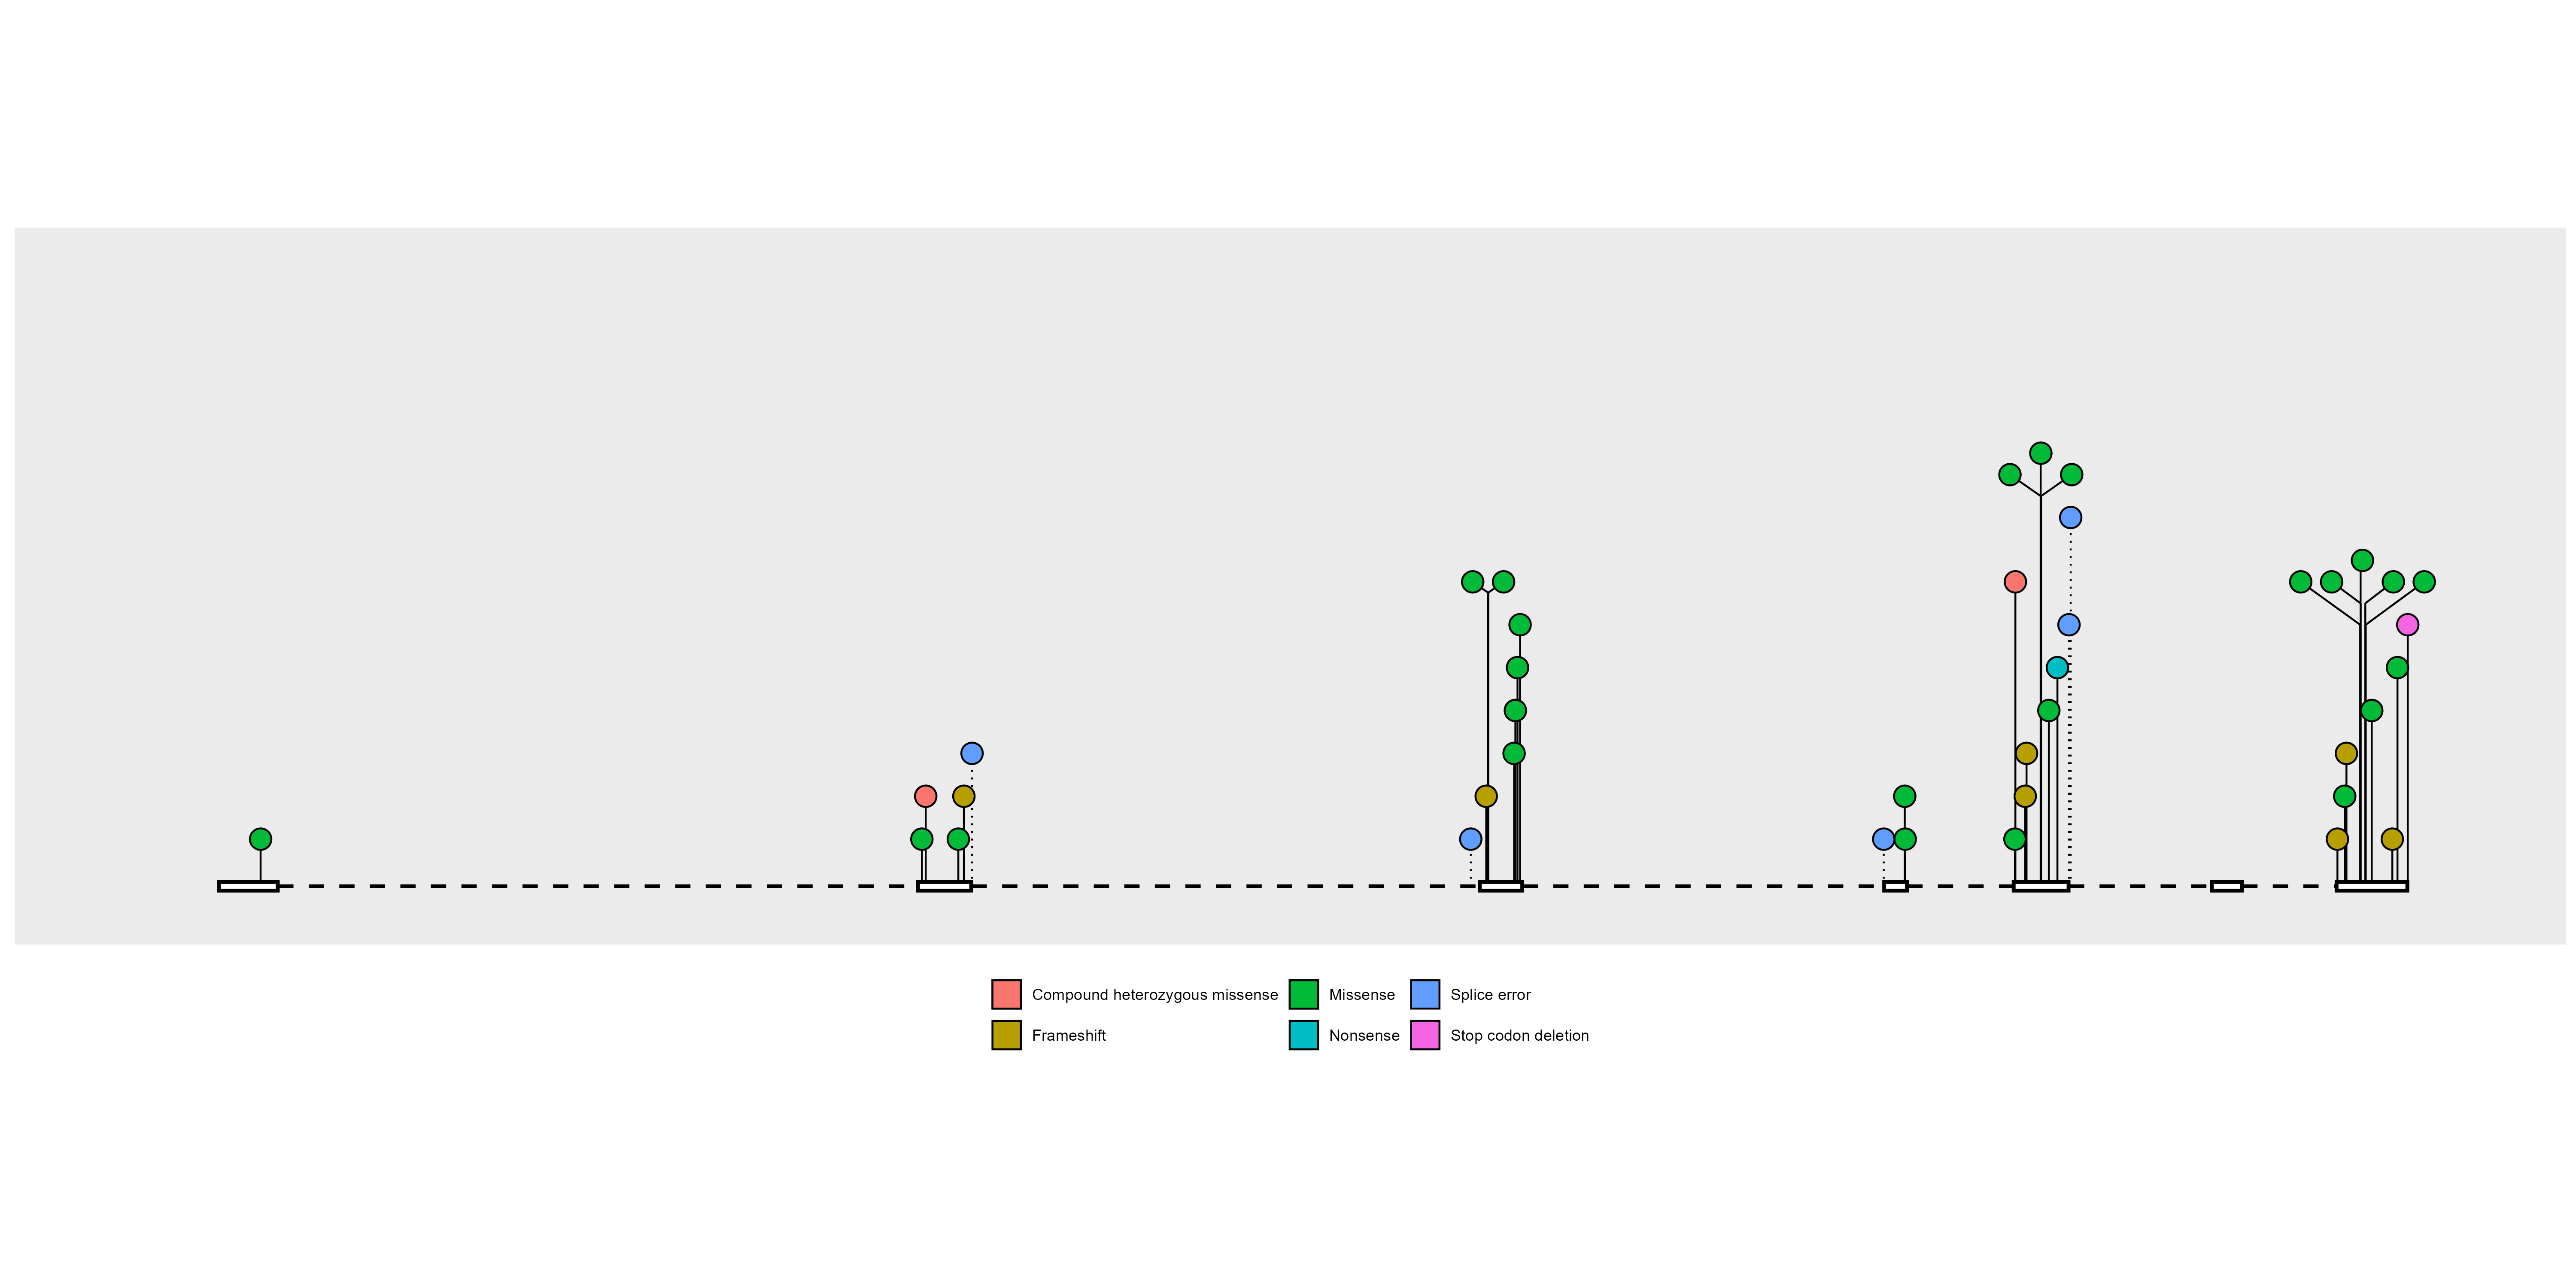 Compound heterozygous missense Missense Splice error
Frameshift Nonsense Stop codon deletion